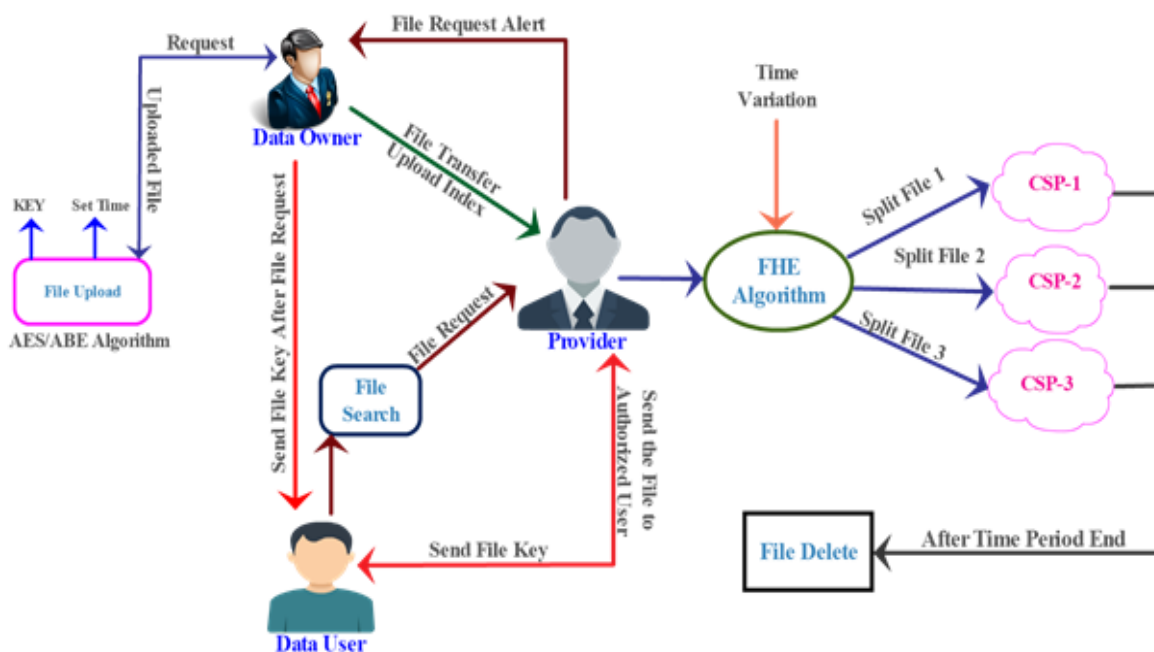 File Request Alert
Request
Data Owner
Uploaded File
KEY
Set Time
File Upload
AES/ABE Algorithm
File Transfer
Upload Index
Send File Key After File Request
File Request
File
Search
Provider
Send the File to
Authorized User
Send File Key
Data User
Time
Variation
FHE
Algorithm
Split File 1
Split File 2
Split File 3
CSP-1
CSP-2
CSP-3
File Delete
After Time Period End